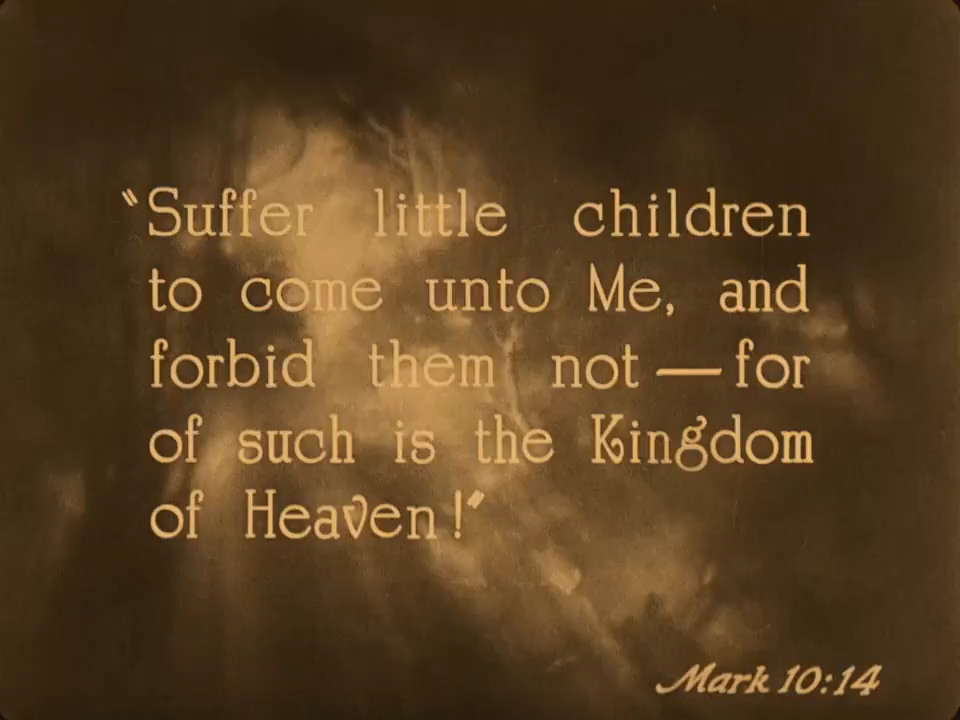 "Suffer little children
to come unto Me, and
forbid them not — for
of such is the Kingdom
of Heaven!"
Mark 10:14